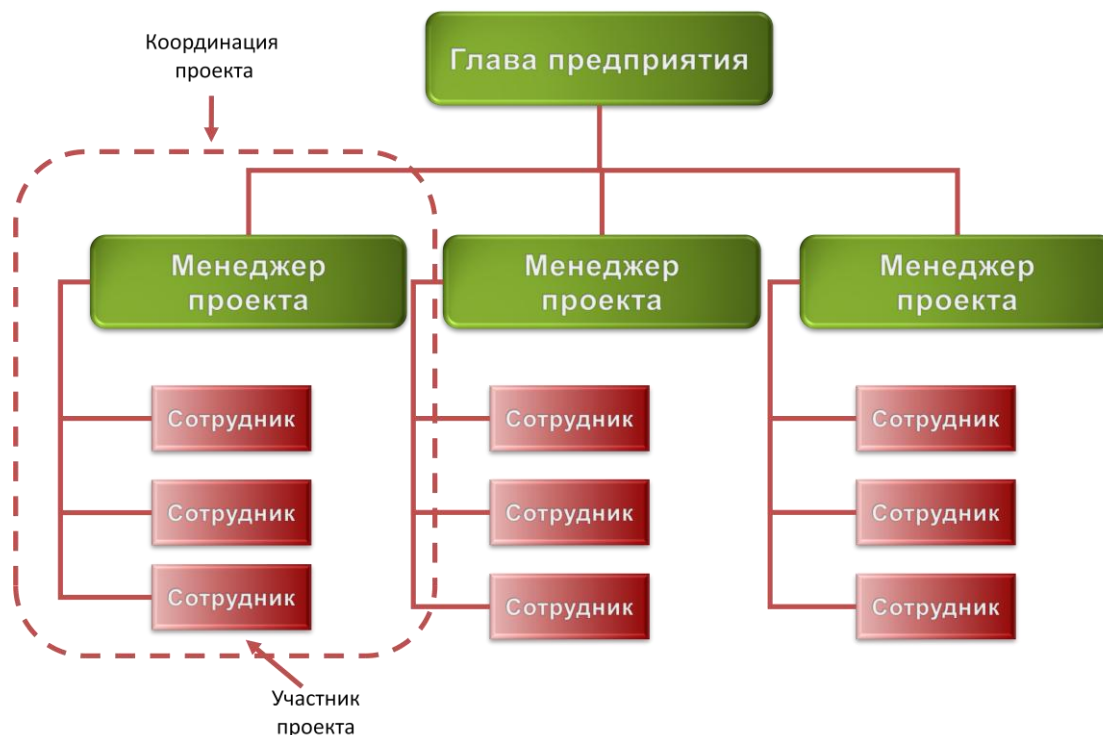 Координация
проекта
Глава предприятия
Менеджер
проекта
Менеджер
проекта
Менеджер
проекта
Сотрудник
Сотрудник
Сотрудник
Сотрудник
Сотрудник
Сотрудник
Сотрудник
Сотрудник
Сотрудник
Участник
проекта